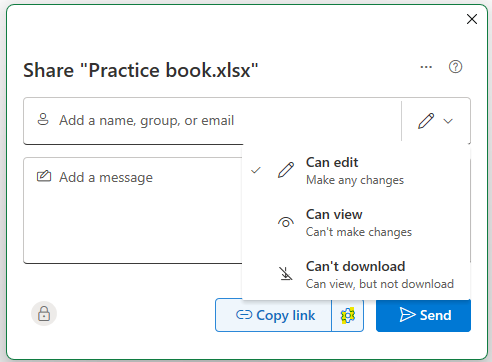 Share "Practice book.xlsx"
Add a name, group, or email
Add a message
Can edit
Make any changes
Can view
Can't make changes
Can't download
Can view, but not download
Copy link
Send